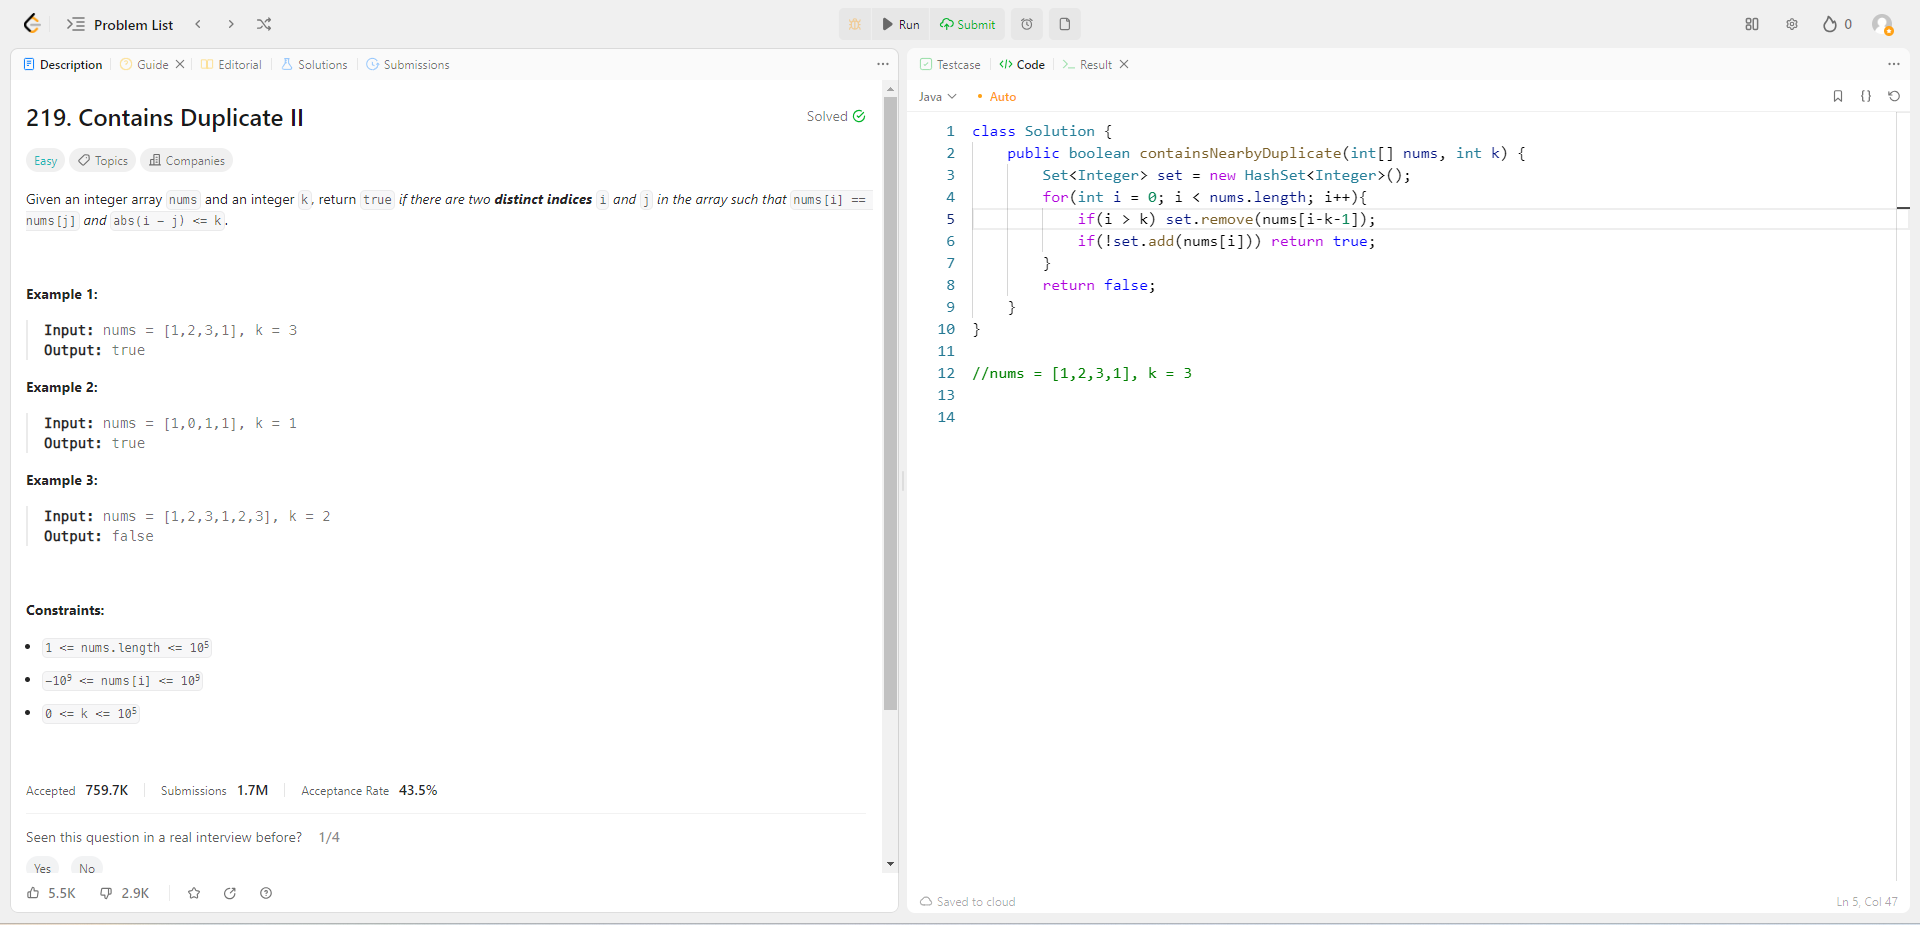 Problem List
Run
Submit
0
Description
Guide
Editorial
Solutions
Submissions
219. Contains Duplicate II
Solved
Easy
Topics
Companies
Given an integer array nums and an integer k, return true if there are two distinct indices i and j in the array such that nums[i] ==
nums[j] and abs(i - j) <= k.
Example 1:
Input: nums = [1,2,3,1], k = 3
Output: true
Example 2:
Input: nums = [1,0,1,1], k = 1
Output: true
Example 3:
Input: nums = [1,2,3,1,2,3], k = 2
Output: false
Constraints:
1 <= nums.length <= 10⁵
-10⁹ <= nums[i] <= 10⁹
0 <= k <= 10⁵
Accepted 759.7K
Submissions 1.7M
Acceptance Rate 43.5%
Seen this question in a real interview before? 1/4
Yes
No
5.5K
2.9K
Testcase
Code
Result
Java
Auto
1 class Solution {
2 public boolean containsNearbyDuplicate(int[] nums, int k) {
3 Set<Integer> set = new HashSet<Integer>();
4 for(int i = 0; i < nums.length; i++){
5 if(i > k) set.remove(nums[i-k-1]);
6 if(!set.add(nums[i])) return true;
7 }
8 return false;
9 }
10 }
11
12 //nums = [1,2,3,1], k = 3
13
14
Saved to cloud
Ln 5, Col 47